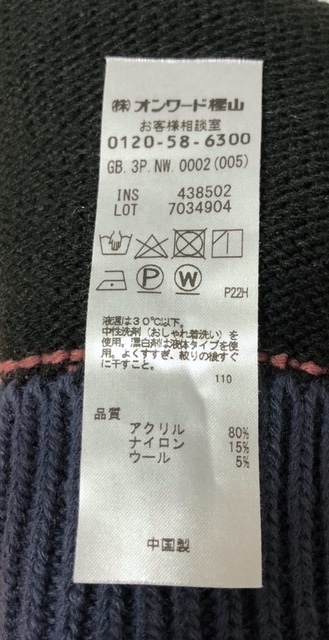 (株)オンワード樫山
お客様相談室
0120-58-6300
GB.3P.NW.0002(005)
INS 438502
LOT 7034904
P W
P22H
液温は30℃以下。
中性洗剤（おしゃれ着洗い）を
使用。漂白剤は液体タイプを使
用。よくすすぎ、絞りの後すぐ
に干すこと。
110
品質
アクリル 80%
ナイロン 15%
ウール 5%
中国製